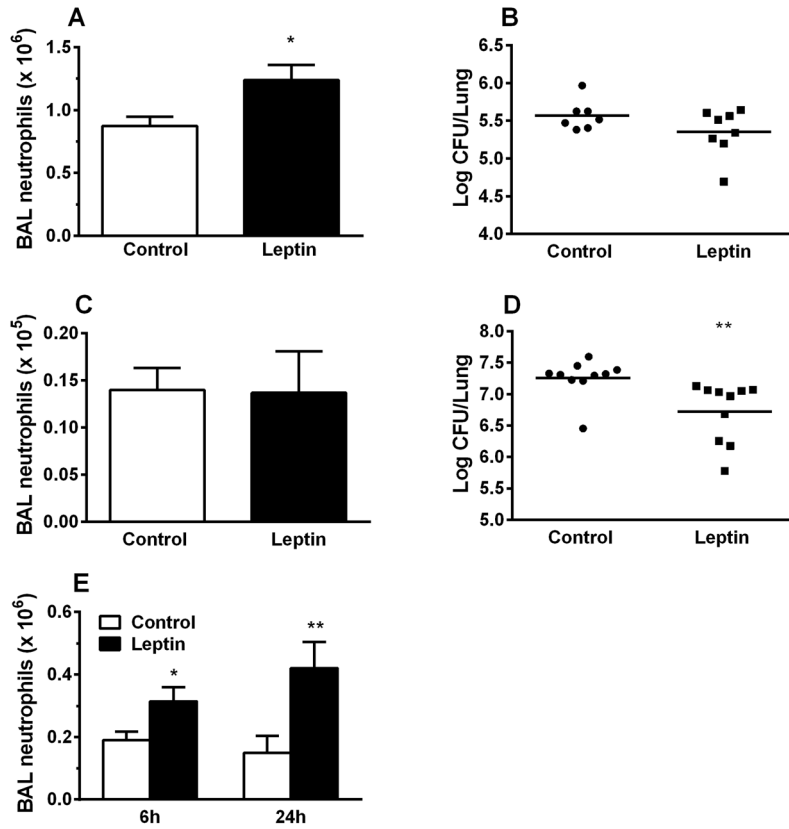 A
BAL neutrophils (x 10⁶)
1.5
1.0
0.5
0.0
*
Control
Leptin
B
Log CFU/Lung
6.5
6.0
5.5
5.0
4.5
4.0
Control
Leptin
C
BAL neutrophils (x 10⁵)
0.20
0.15
0.10
0.05
0.00
Control
Leptin
D
Log CFU/Lung
8.0
7.5
7.0
6.5
6.0
5.5
5.0
**
Control
Leptin
E
BAL neutrophils (x 10⁶)
0.6
0.4
0.2
0.0
Control
Leptin
*
**
6h
24h